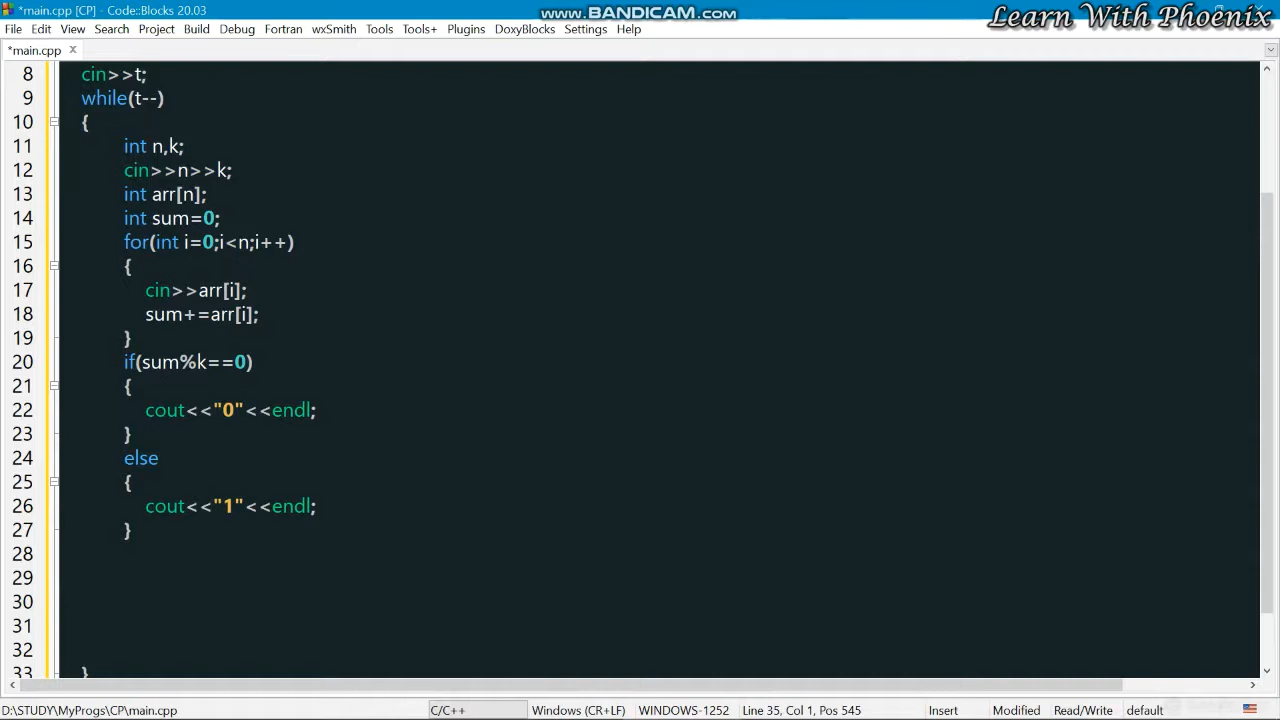 *main.cpp [CP] - Code::Blocks 20.03
www.BANDICAM.com
Learn With Phoenix
File Edit View Search Project Build Debug Fortran wxSmith Tools Tools+ Plugins DoxyBlocks Settings Help
*main.cpp x
8 cin>>t;
9 while(t--)
10 {
11 int n,k;
12 cin>>n>>k;
13 int arr[n];
14 int sum=0;
15 for(int i=0;i<n;i++)
16 {
17 cin>>arr[i];
18 sum+=arr[i];
19 }
20 if(sum%k==0)
21 {
22 cout<<"0"<<endl;
23 }
24 else
25 {
26 cout<<"1"<<endl;
27 }
28
29
30
31
32
33 }
D:\STUDY\MyProgs\CP\main.cpp C/C++ Windows (CR+LF) WINDOWS-1252 Line 35, Col 1, Pos 545 Insert Modified Read/Write default